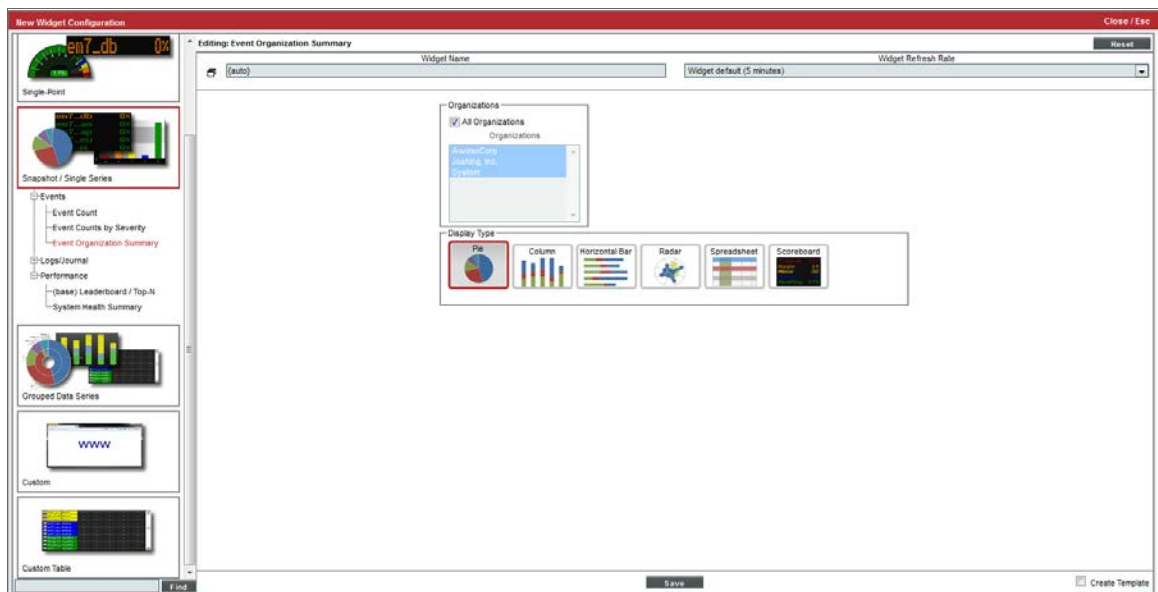 New Widget Configuration
Close / Esc
em7_db 0%
Single-Point
Snapshot / Single Series
Events
Event Count
Event Counts by Severity
Event Organization Summary
Logs/Journal
Performance
(base) Leaderboard / Top-N
System Health Summary
Grouped Data Series
www
Custom
Custom Table
Find
Editing: Event Organization Summary
Reset
Widget Name
Widget Refresh Rate
{auto}
Widget default (5 minutes)
Organizations
All Organizations
Organizations
System
Display Type
Pie
Column
Horizontal Bar
Radar
Spreadsheet
Scoreboard
Save
Create Template